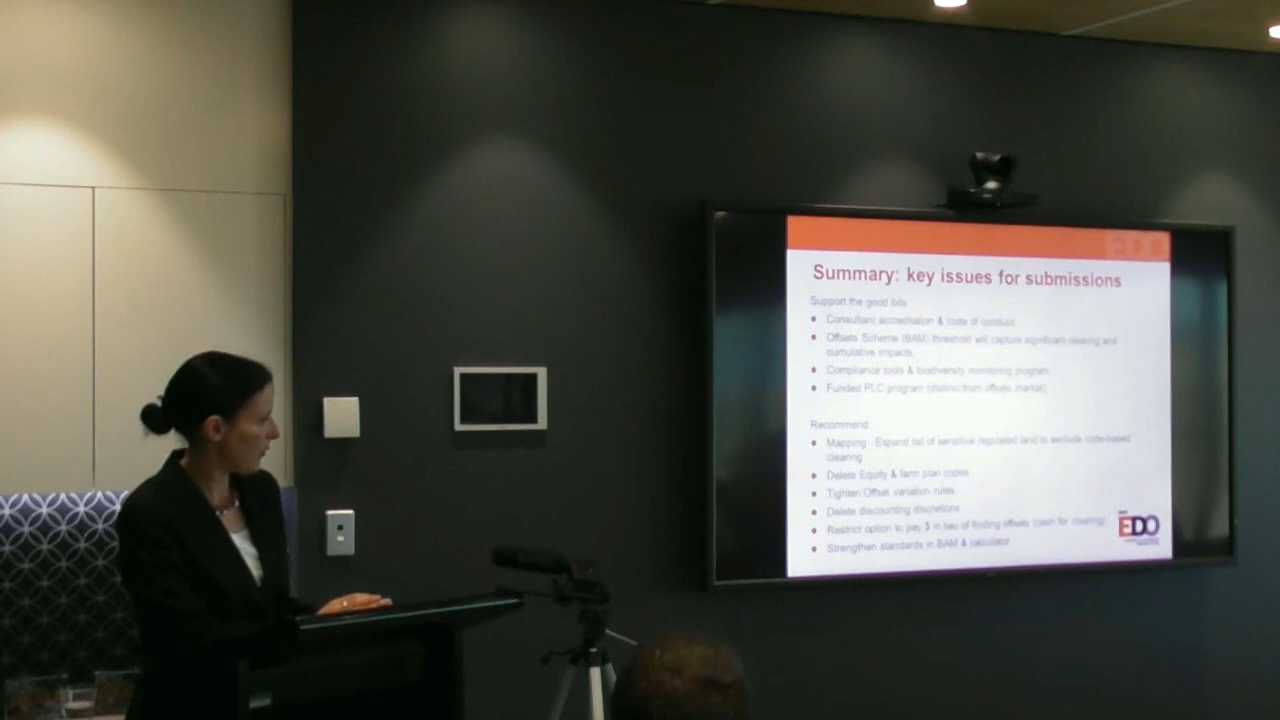 Summary: key issues for submissions
Support the good bits
Consultant accreditation & code of conduct
Offsets Scheme (BAM) threshold will capture significant clearing and
cumulative impacts
Compliance tools & biodiversity monitoring program
Funded PLC program (distinct from offsets market)
Recommend
Mapping - Expand list of sensitive regulated land to exclude code-based
clearing
Delete Equity & farm plan codes
Tighten Offset variation rules
Delete discounting discretions
Restrict option to pay $ in lieu of finding offsets (cash for clearing)
Strengthen standards in BAM & calculator
EDO